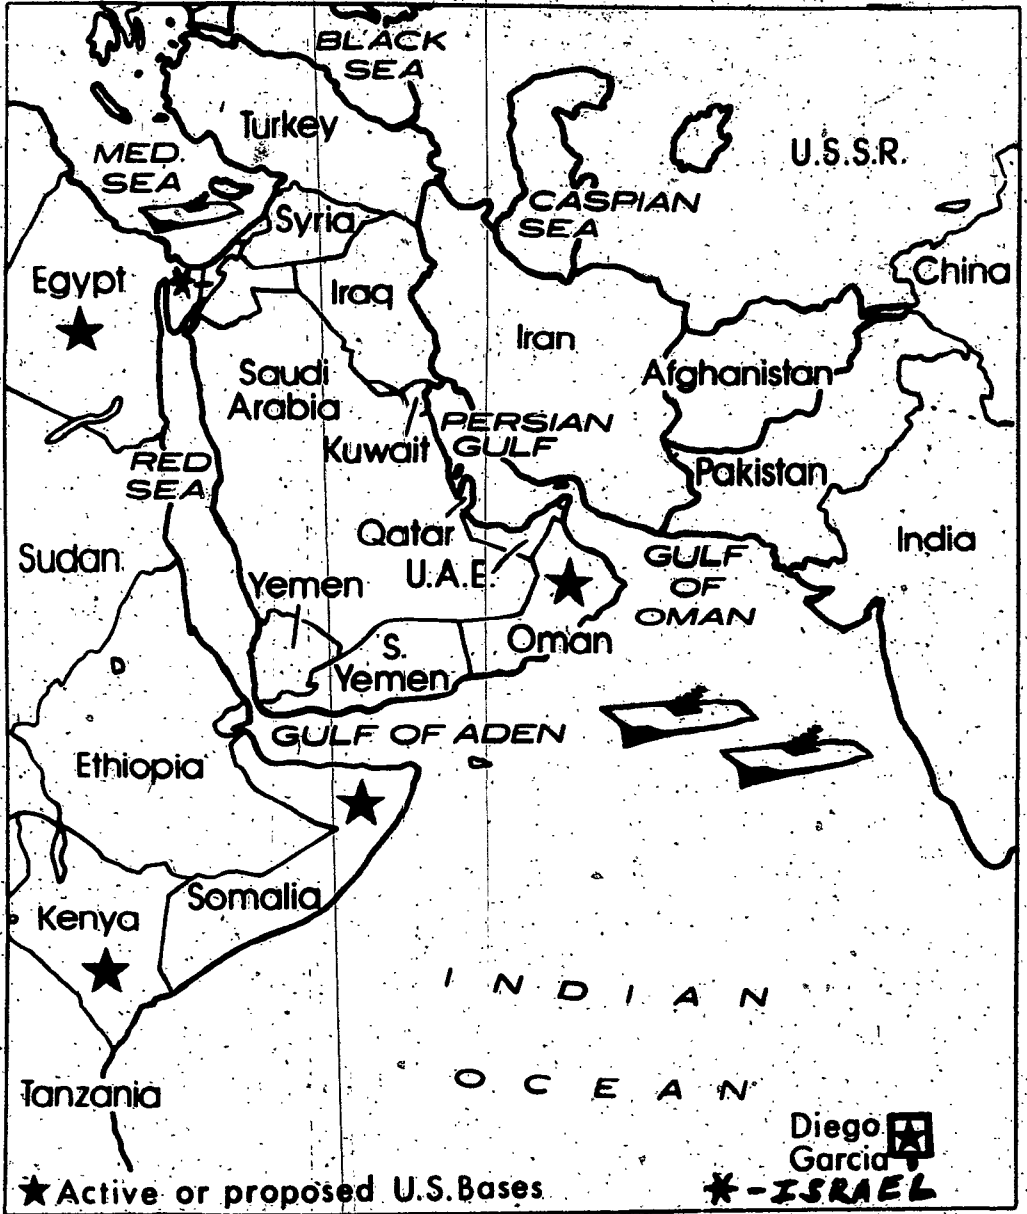 BLACK
SEA
Turkey
U.S.S.R.
MED.
SEA
CASPIAN
SEA
Syria
Egypt
China
Iraq
Iran
Saudi
Arabia
Afghanistan
Kuwait
PERSIAN
GULF
RED
SEA
Pakistan
Qatar
India
Sudan
U.A.E.
GULF
OF
OMAN
Yemen
Oman
S.
Yemen
GULF OF ADEN
Ethiopia
Somalia
Kenya
INDIAN
OCEAN
Tanzania
Diego
Garcia
★ Active or proposed U.S. Bases
* - ISRAEL